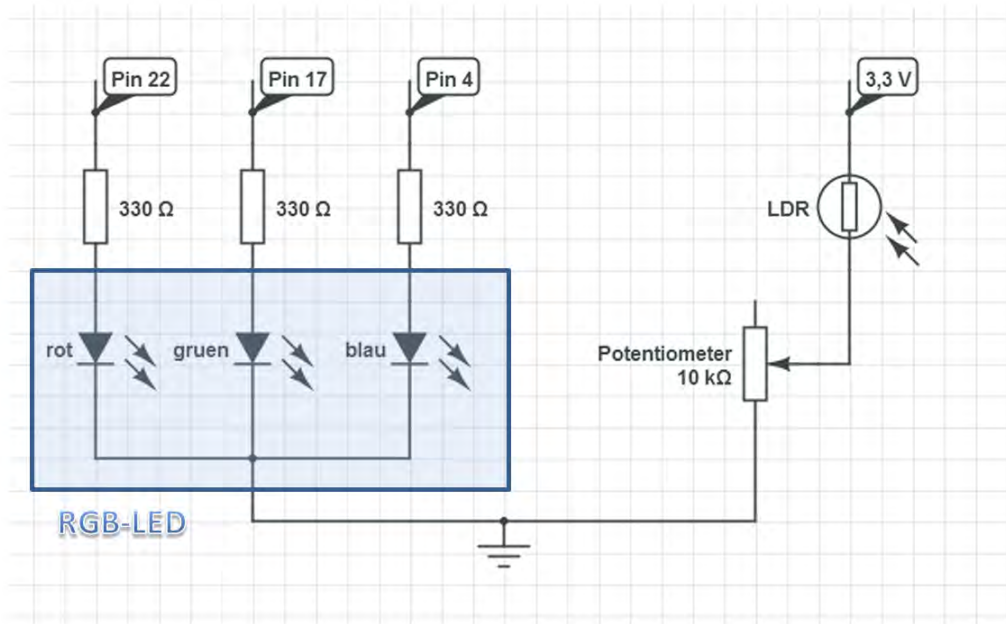 Pin 22
Pin 17
Pin 4
3,3 V
330 Ω
330 Ω
330 Ω
LDR
rot
gruen
blau
Potentiometer
10 kΩ
RGB-LED